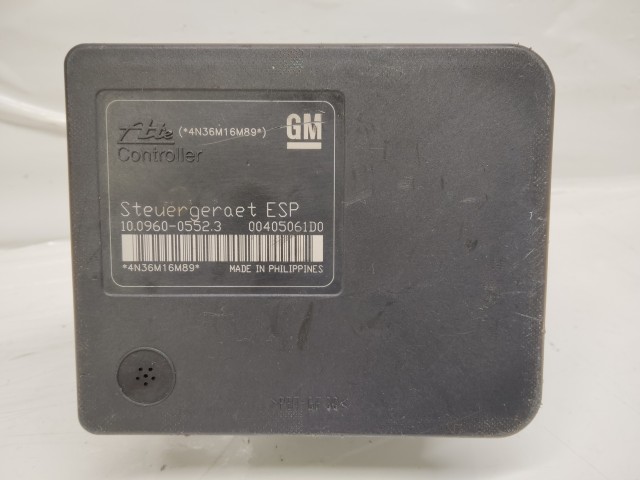 Ate (*4N36M16M89*) GM
Controller
Steuergeraet ESP
10.0960-0552.3 00405061D0
*4N36M16M89* MADE IN PHILIPPINES